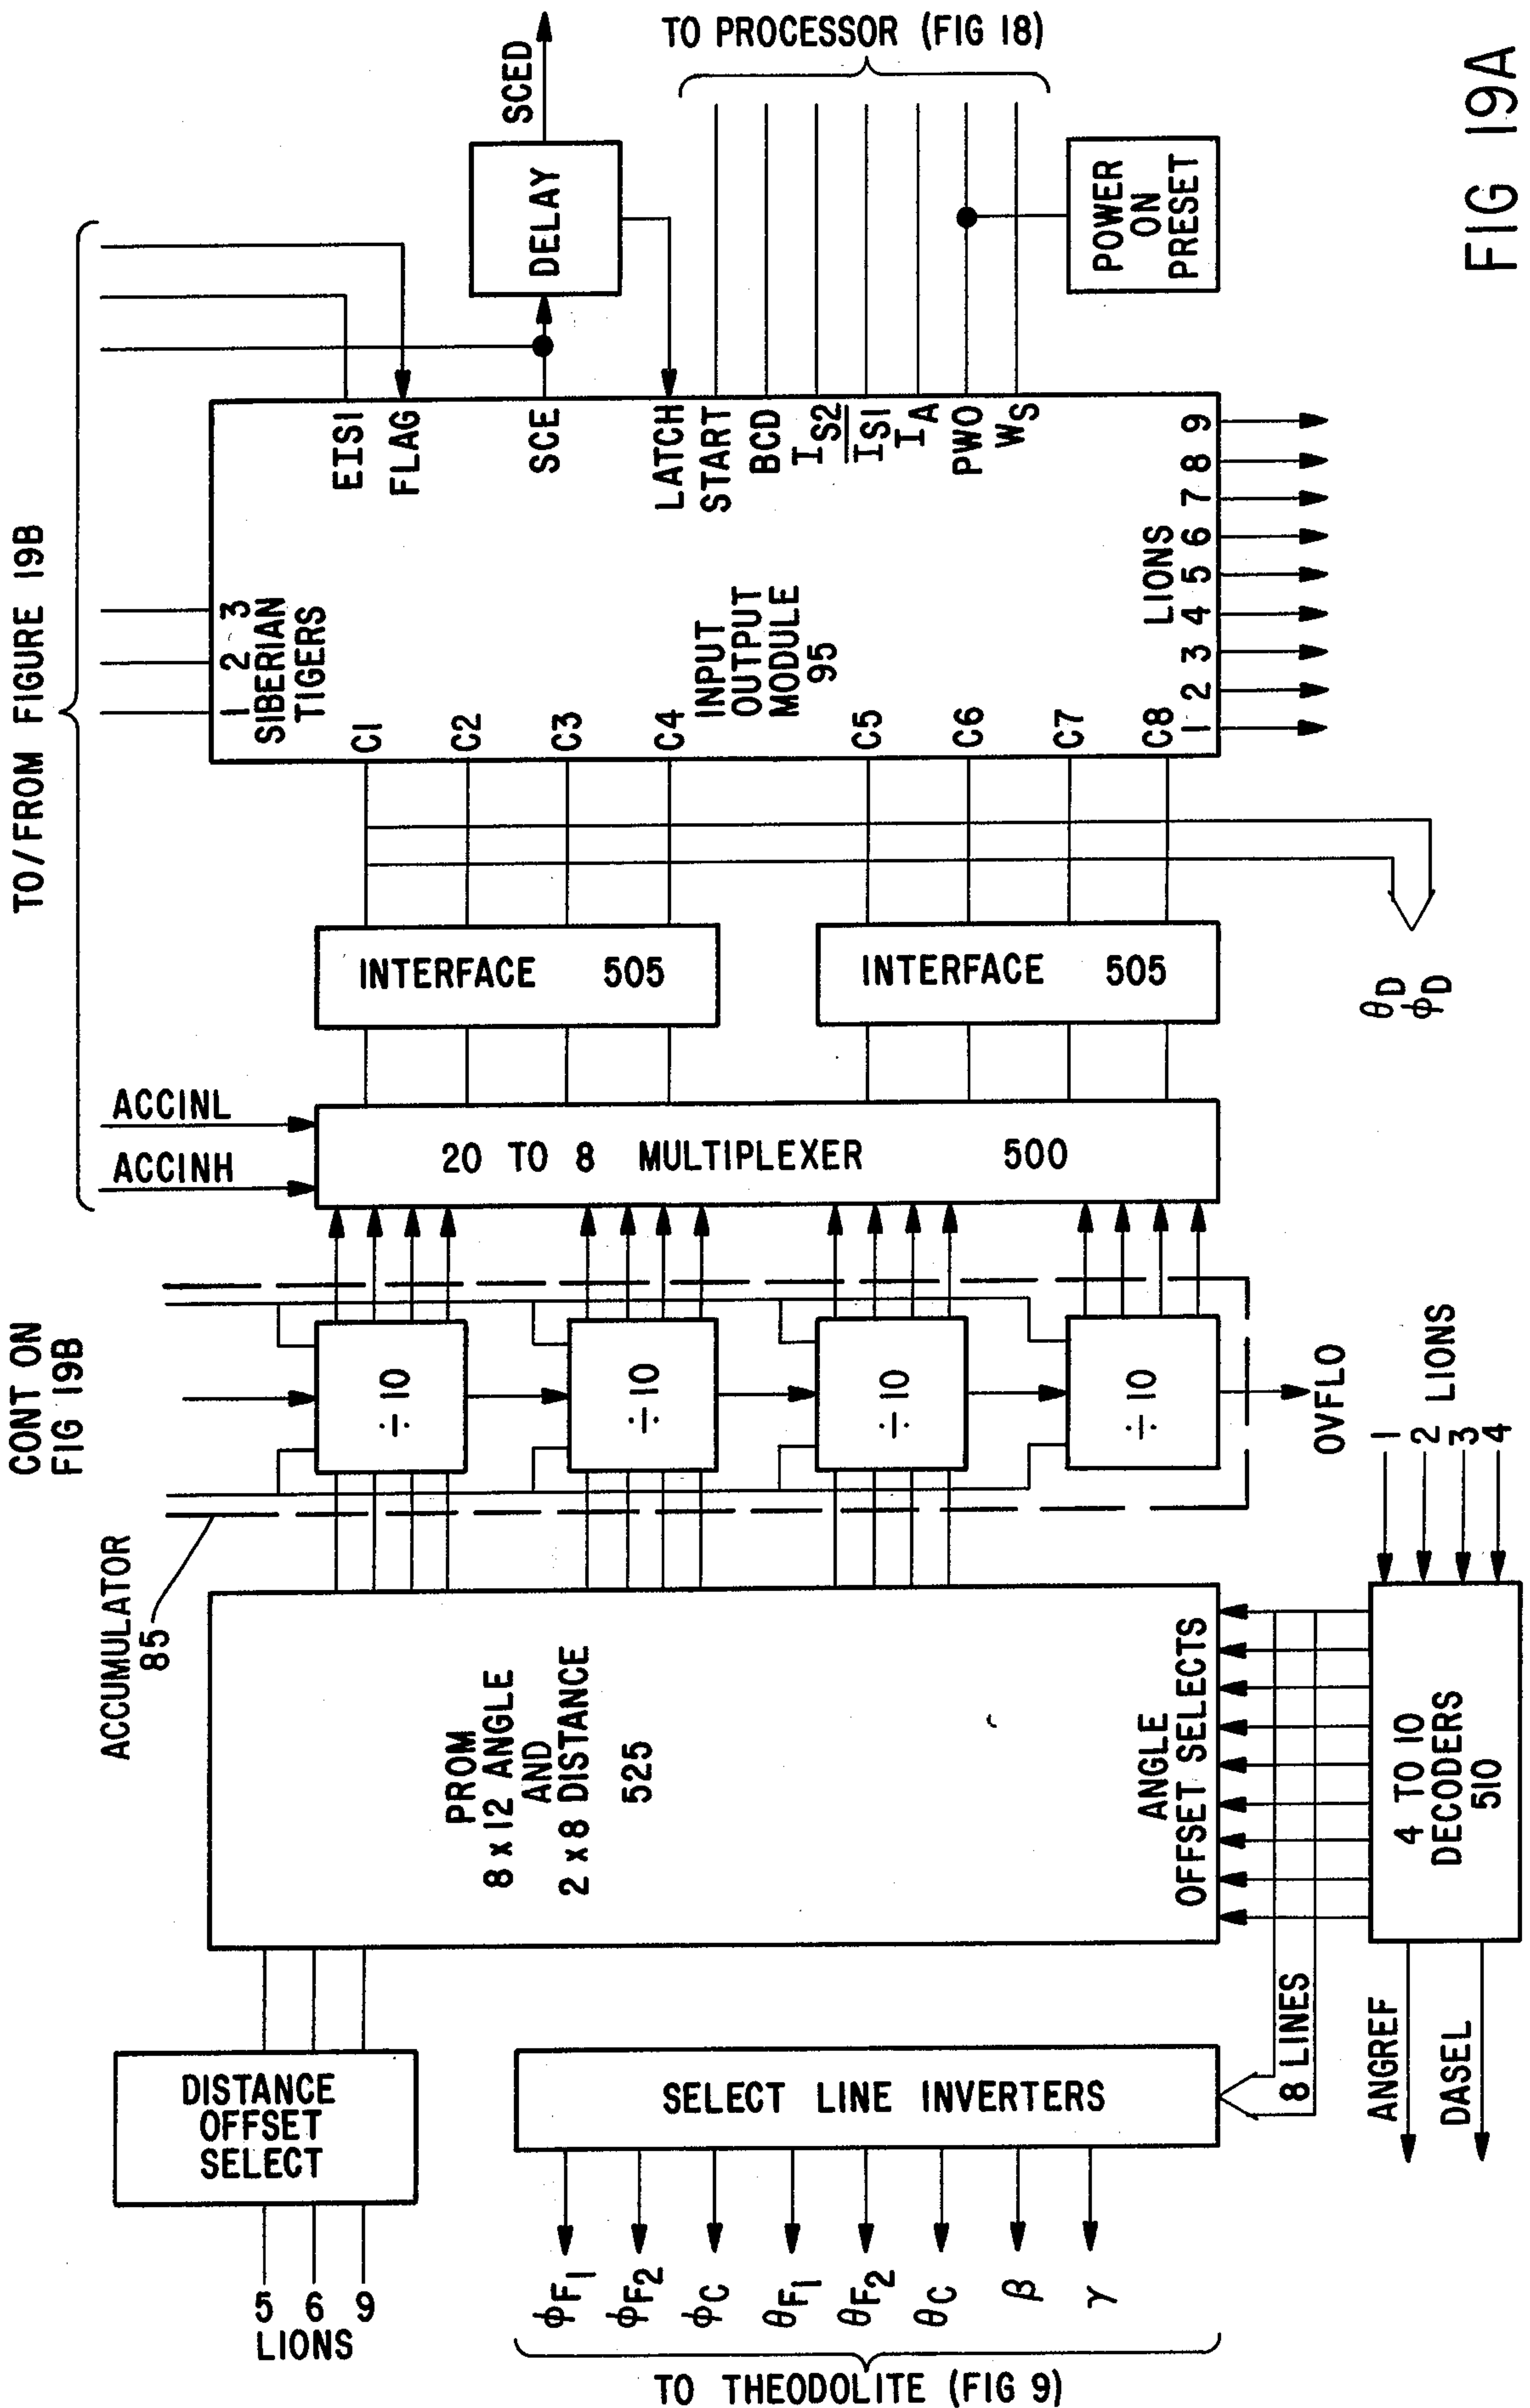 TO/FROM FIGURE 19B
CONT ON
FIG 19B
ACCUMULATOR
85
ACCINH
ACCINL
1 2 3
SIBERIAN
TIGERS
EISI
FLAG
SCE
LATCH
START
BCD
IS2
IS1
IA
PWO
WS
C1
C2
C3
C4
C5
C6
C7
C8
INPUT
OUTPUT
MODULE
95
LIONS
1 2 3 4 5 6 7 8 9
DELAY
SCED
TO PROCESSOR (FIG 18)
POWER
ON
PRESET
INTERFACE 505
INTERFACE 505
θD
ϕD
20 TO 8 MULTIPLEXER 500
÷10
÷10
÷10
÷10
OVFLO
PROM
8 x 12 ANGLE
AND
2 x 8 DISTANCE
525
ANGLE
OFFSET SELECTS
1
2
3
4
LIONS
4 TO 10
DECODERS
510
ANGREF
DASEL
8 LINES
DISTANCE
OFFSET
SELECT
5
6
9
LIONS
SELECT LINE INVERTERS
ϕF1
ϕF2
ϕC
θF1
θF2
θC
β
γ
TO THEODOLITE (FIG 9)
FIG 19A